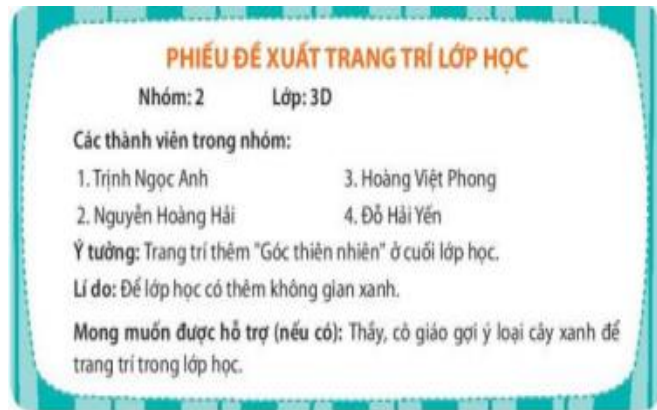 PHIẾU ĐỀ XUẤT TRANG TRÍ LỚP HỌC
Nhóm: 2 Lớp: 3D
Các thành viên trong nhóm:
1. Trịnh Ngọc Anh 3. Hoàng Việt Phong
2. Nguyễn Hoàng Hải 4. Đỗ Hải Yến
Ý tưởng: Trang trí thêm "Góc thiên nhiên" ở cuối lớp học.
Lí do: Để lớp học có thêm không gian xanh.
Mong muốn được hỗ trợ (nếu có): Thầy, cô giáo gợi ý loại cây xanh để
trang trí trong lớp học.